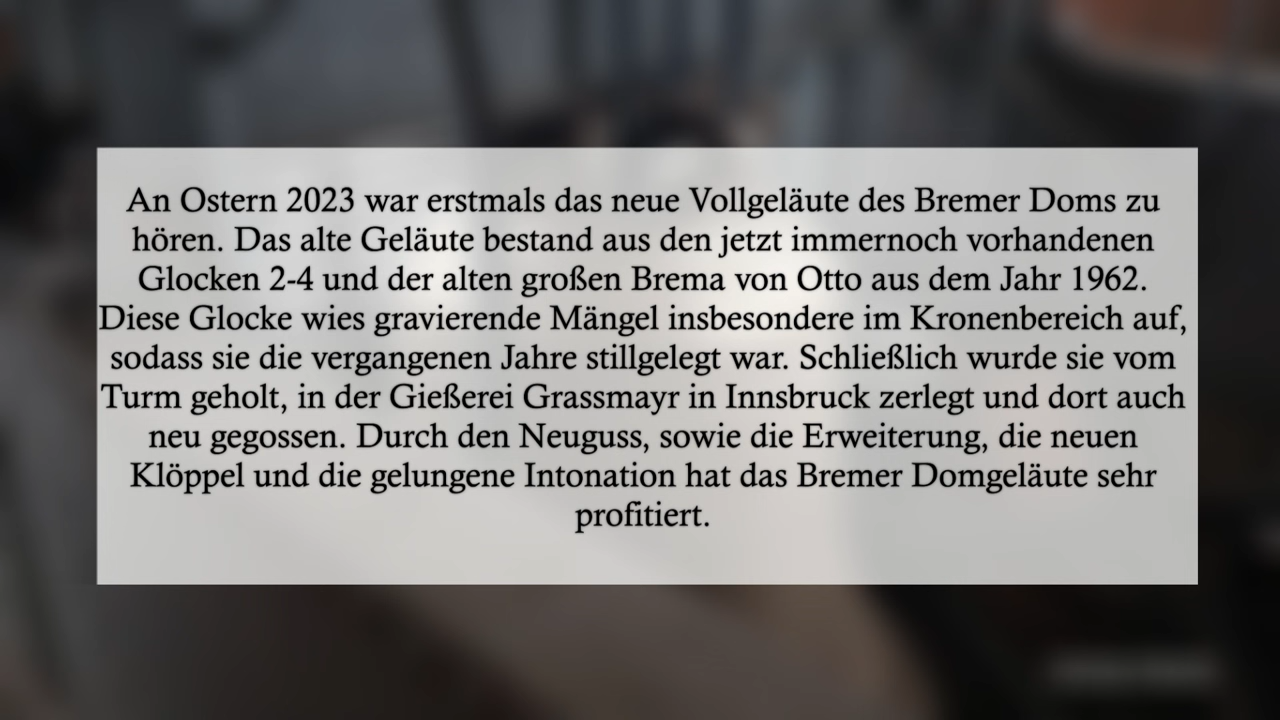 An Ostern 2023 war erstmals das neue Vollgeläute des Bremer Doms zu
hören. Das alte Geläute bestand aus den jetzt immernoch vorhandenen
Glocken 2-4 und der alten großen Brema von Otto aus dem Jahr 1962.
Diese Glocke wies gravierende Mängel insbesondere im Kronenbereich auf,
sodass sie die vergangenen Jahre stillgelegt war. Schließlich wurde sie vom
Turm geholt, in der Gießerei Grassmayr in Innsbruck zerlegt und dort auch
neu gegossen. Durch den Neuguss, sowie die Erweiterung, die neuen
Klöppel und die gelungene Intonation hat das Bremer Domgeläute sehr
profitiert.